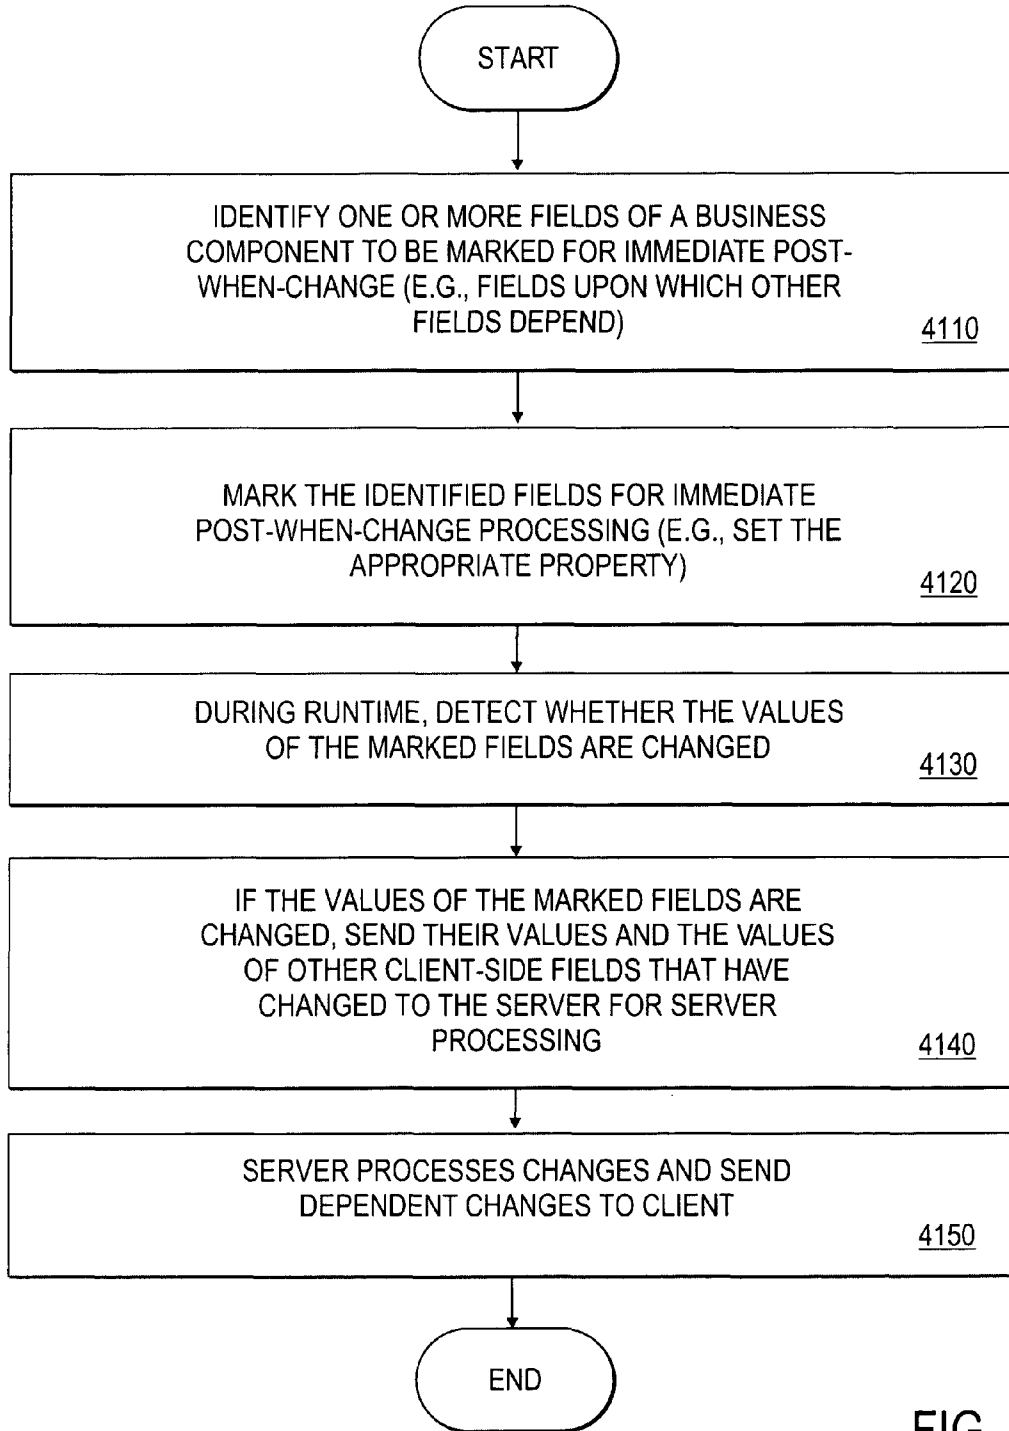 START
IDENTIFY ONE OR MORE FIELDS OF A BUSINESS
COMPONENT TO BE MARKED FOR IMMEDIATE POST-
WHEN-CHANGE (E.G., FIELDS UPON WHICH OTHER
FIELDS DEPEND)
4110
MARK THE IDENTIFIED FIELDS FOR IMMEDIATE
POST-WHEN-CHANGE PROCESSING (E.G., SET THE
APPROPRIATE PROPERTY)
4120
DURING RUNTIME, DETECT WHETHER THE VALUES
OF THE MARKED FIELDS ARE CHANGED
4130
IF THE VALUES OF THE MARKED FIELDS ARE
CHANGED, SEND THEIR VALUES AND THE VALUES
OF OTHER CLIENT-SIDE FIELDS THAT HAVE
CHANGED TO THE SERVER FOR SERVER
PROCESSING
4140
SERVER PROCESSES CHANGES AND SEND
DEPENDENT CHANGES TO CLIENT
4150
END
FIG